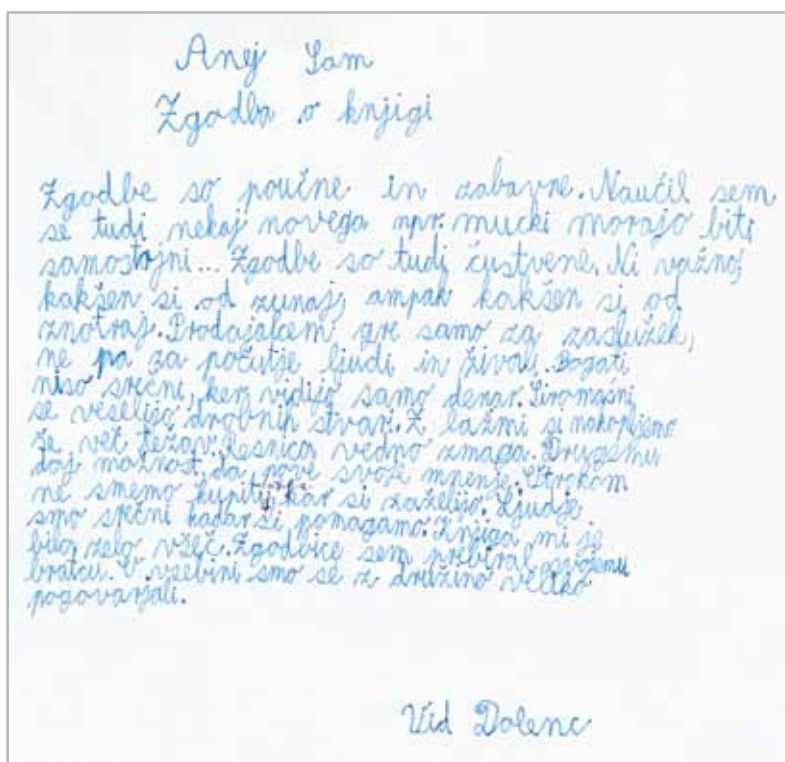 Anej Sam
Zgodba o knjigi
Zgodbe so poučne in zabavne. Naučil sem
se tudi nekaj novega npr. mucki morajo biti
samostojni... Zgodbe so tudi čustvene. Ni važno,
kakšen si od zunaj, ampak kakšen si od
znotraj. Prodajalcem gre samo za zaslužek,
ne pa za počutje ljudi in živali. Bogati
niso srečni, ker vidijo samo denar. Siromašni
se veselijo drobnih stvari. Z lažmi si nakopljemo
še več težav. Resnica vedno zmaga. Drugemu
daj možnost, da pove svoje mnenje. Otrokom
ne smemo kupiti, kar si zaželijo. Ljudje
smo srečni kadar si pomagamo. Knjiga mi je
bila zelo všeč. Zgodbice sem prebiral svojemu
bratcu. O vsebini smo se z družino veliko
pogovarjali.
Vid Dolenc